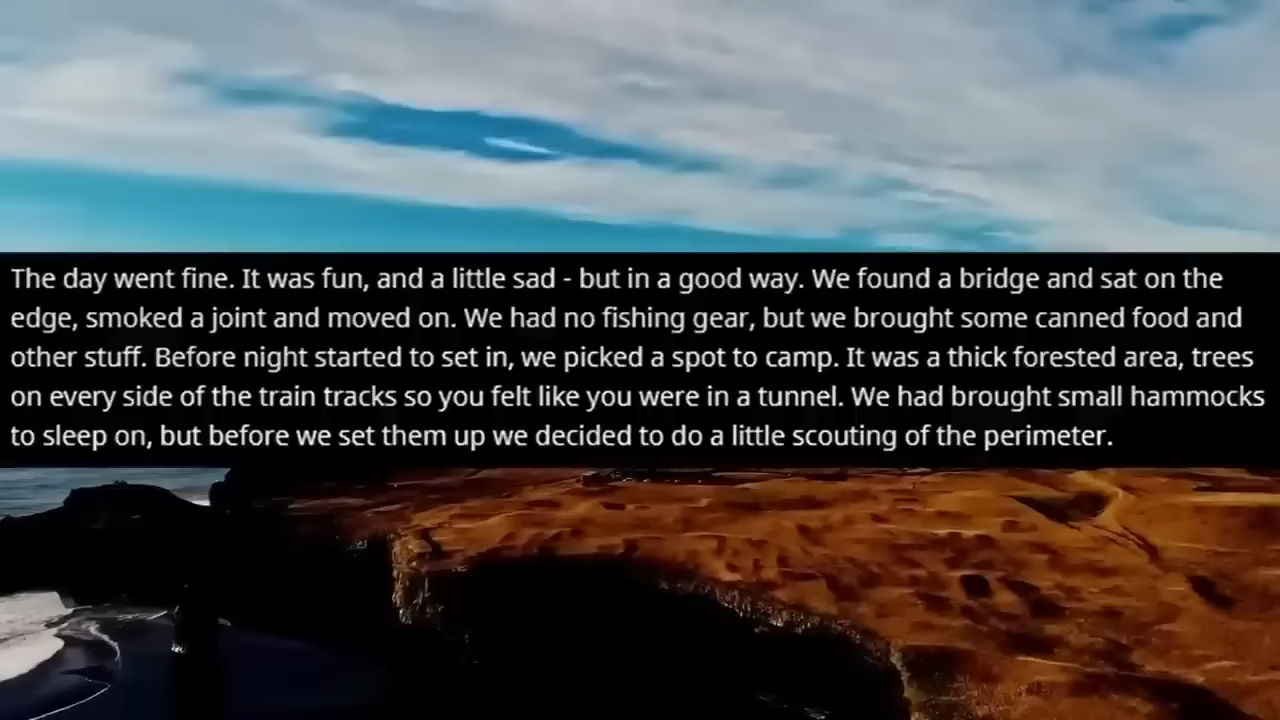 The day went fine. It was fun, and a little sad - but in a good way. We found a bridge and sat on the
edge, smoked a joint and moved on. We had no fishing gear, but we brought some canned food and
other stuff. Before night started to set in, we picked a spot to camp. It was a thick forested area, trees
on every side of the train tracks so you felt like you were in a tunnel. We had brought small hammocks
to sleep on, but before we set them up we decided to do a little scouting of the perimeter.